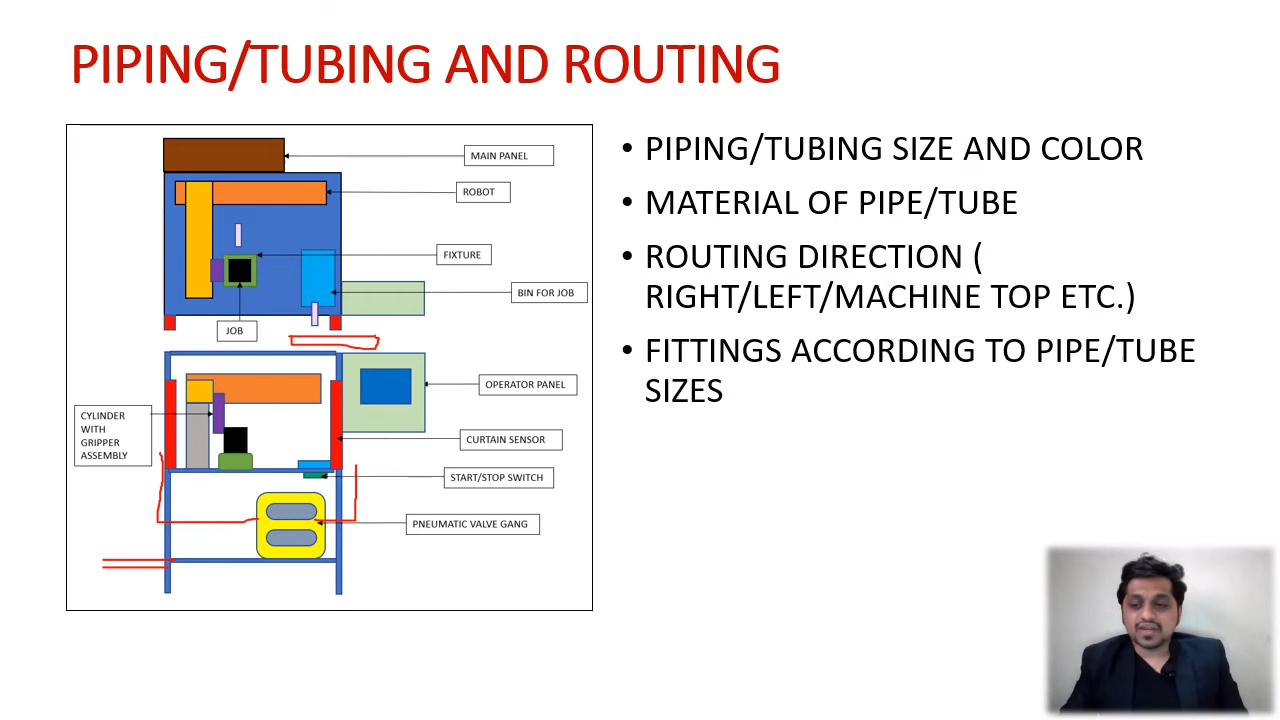 PIPING/TUBING AND ROUTING
MAIN PANEL
ROBOT
FIXTURE
BIN FOR JOB
JOB
OPERATOR PANEL
CYLINDER
WITH
GRIPPER
ASSEMBLY
CURTAIN SENSOR
START/STOP SWITCH
PNEUMATIC VALVE GANG
• PIPING/TUBING SIZE AND COLOR
• MATERIAL OF PIPE/TUBE
• ROUTING DIRECTION (
RIGHT/LEFT/MACHINE TOP ETC.)
• FITTINGS ACCORDING TO PIPE/TUBE
SIZES